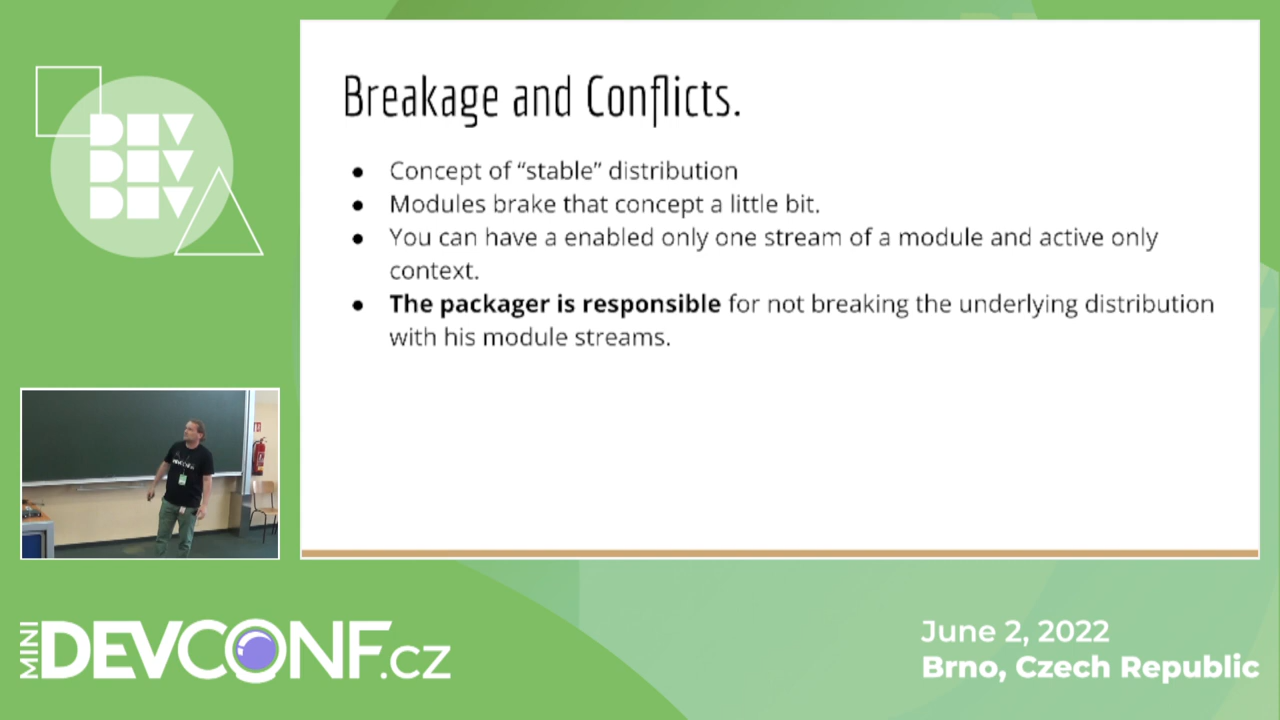 DEV
DEV
DEV
Breakage and Conflicts.
● Concept of “stable” distribution
● Modules brake that concept a little bit.
● You can have a enabled only one stream of a module and active only
context.
● The packager is responsible for not breaking the underlying distribution
with his module streams.
MINI
DEVCONF.CZ
June 2, 2022
Brno, Czech Republic